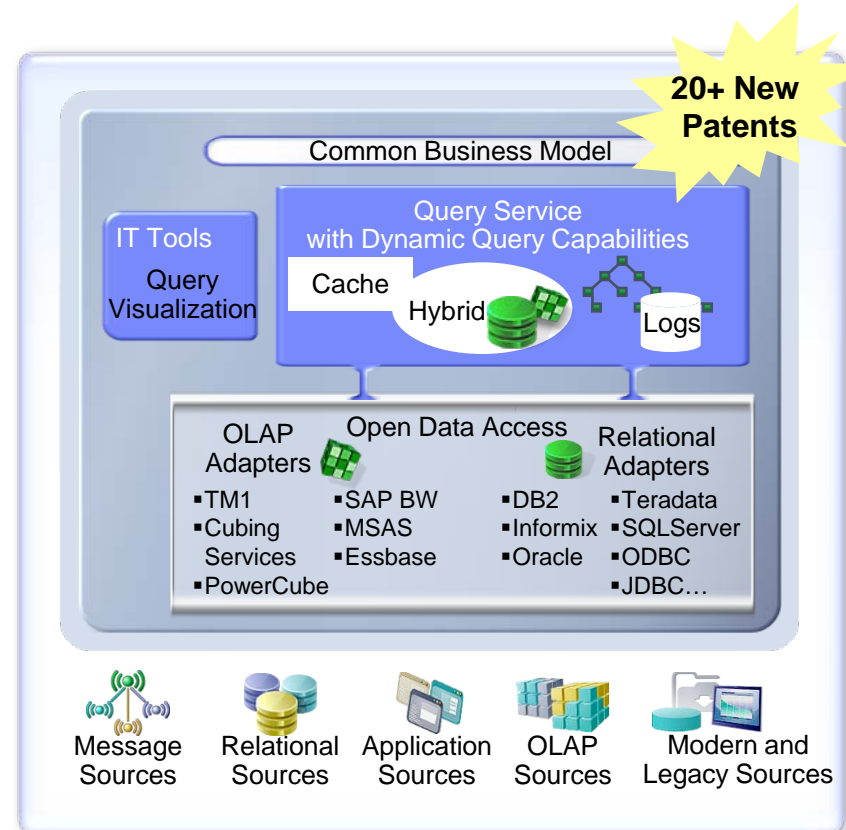 20+ New
Patents
Common Business Model
IT Tools
Query
Visualization
Query Service
with Dynamic Query Capabilities
Cache
Hybrid
Logs
Open Data Access
OLAP
Adapters
▪TM1
▪Cubing
Services
▪PowerCube
▪SAP BW
▪MSAS
▪Essbase
Relational
Adapters
▪DB2
▪Informix
▪Oracle
▪Teradata
▪SQLServer
▪ODBC
▪JDBC…
Message
Sources
Relational
Sources
Application
Sources
OLAP
Sources
Modern and
Legacy Sources